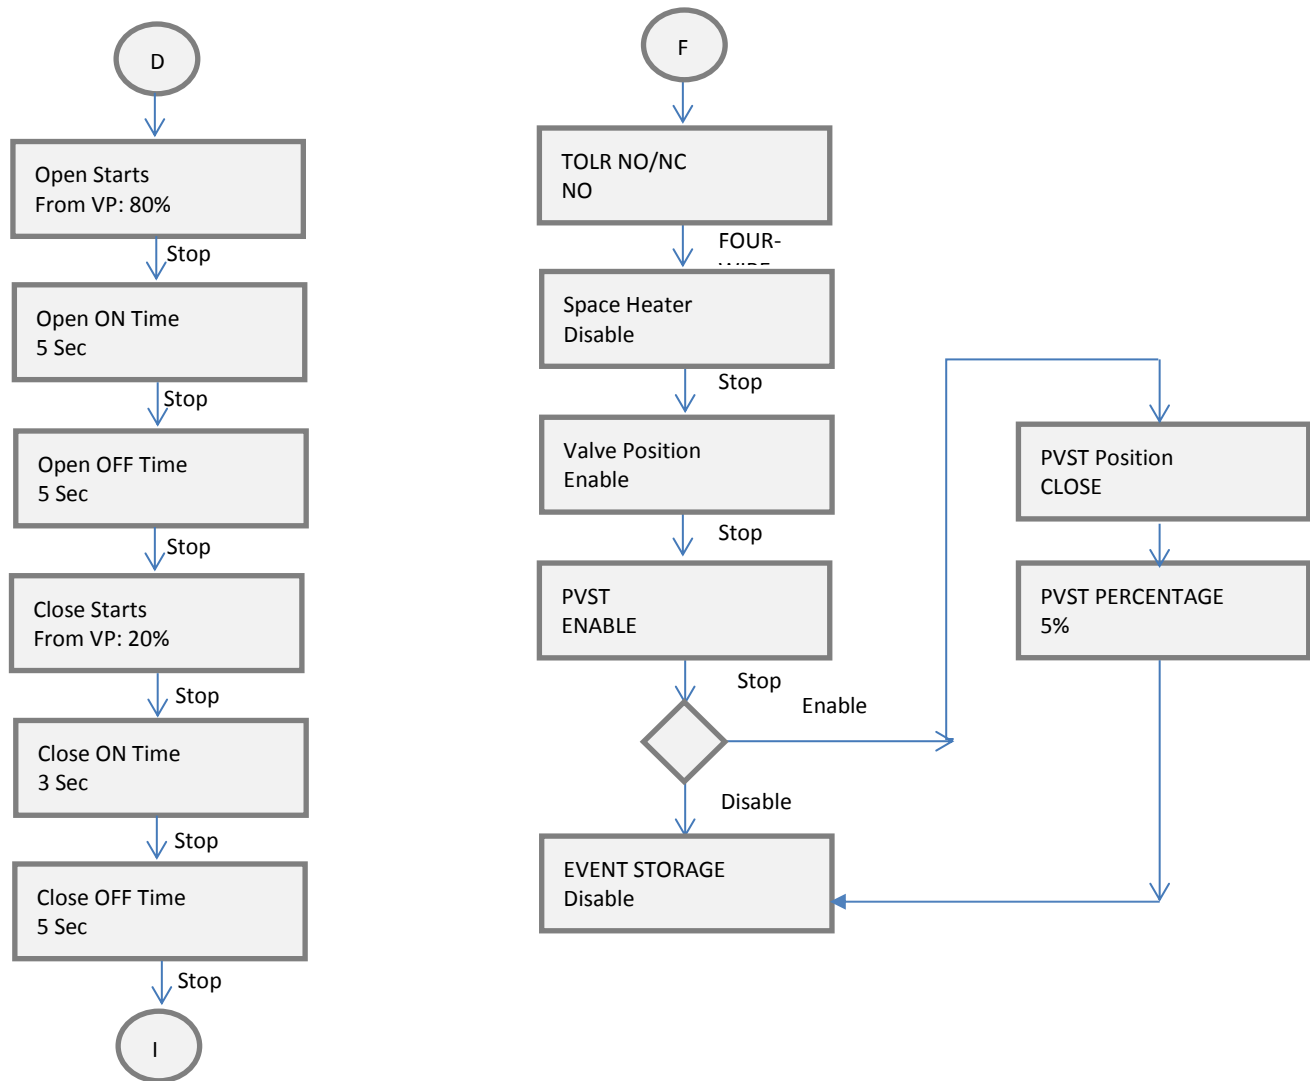 D
Open Starts
From VP: 80%
Stop
Open ON Time
5 Sec
Stop
Open OFF Time
5 Sec
Stop
Close Starts
From VP: 20%
Stop
Close ON Time
3 Sec
Stop
Close OFF Time
5 Sec
Stop
I
F
TOLR NO/NC
NO
FOUR-
Space Heater
Disable
Stop
Valve Position
Enable
Stop
PVST
ENABLE
Stop
Enable
Disable
EVENT STORAGE
Disable
PVST Position
CLOSE
PVST PERCENTAGE
5%